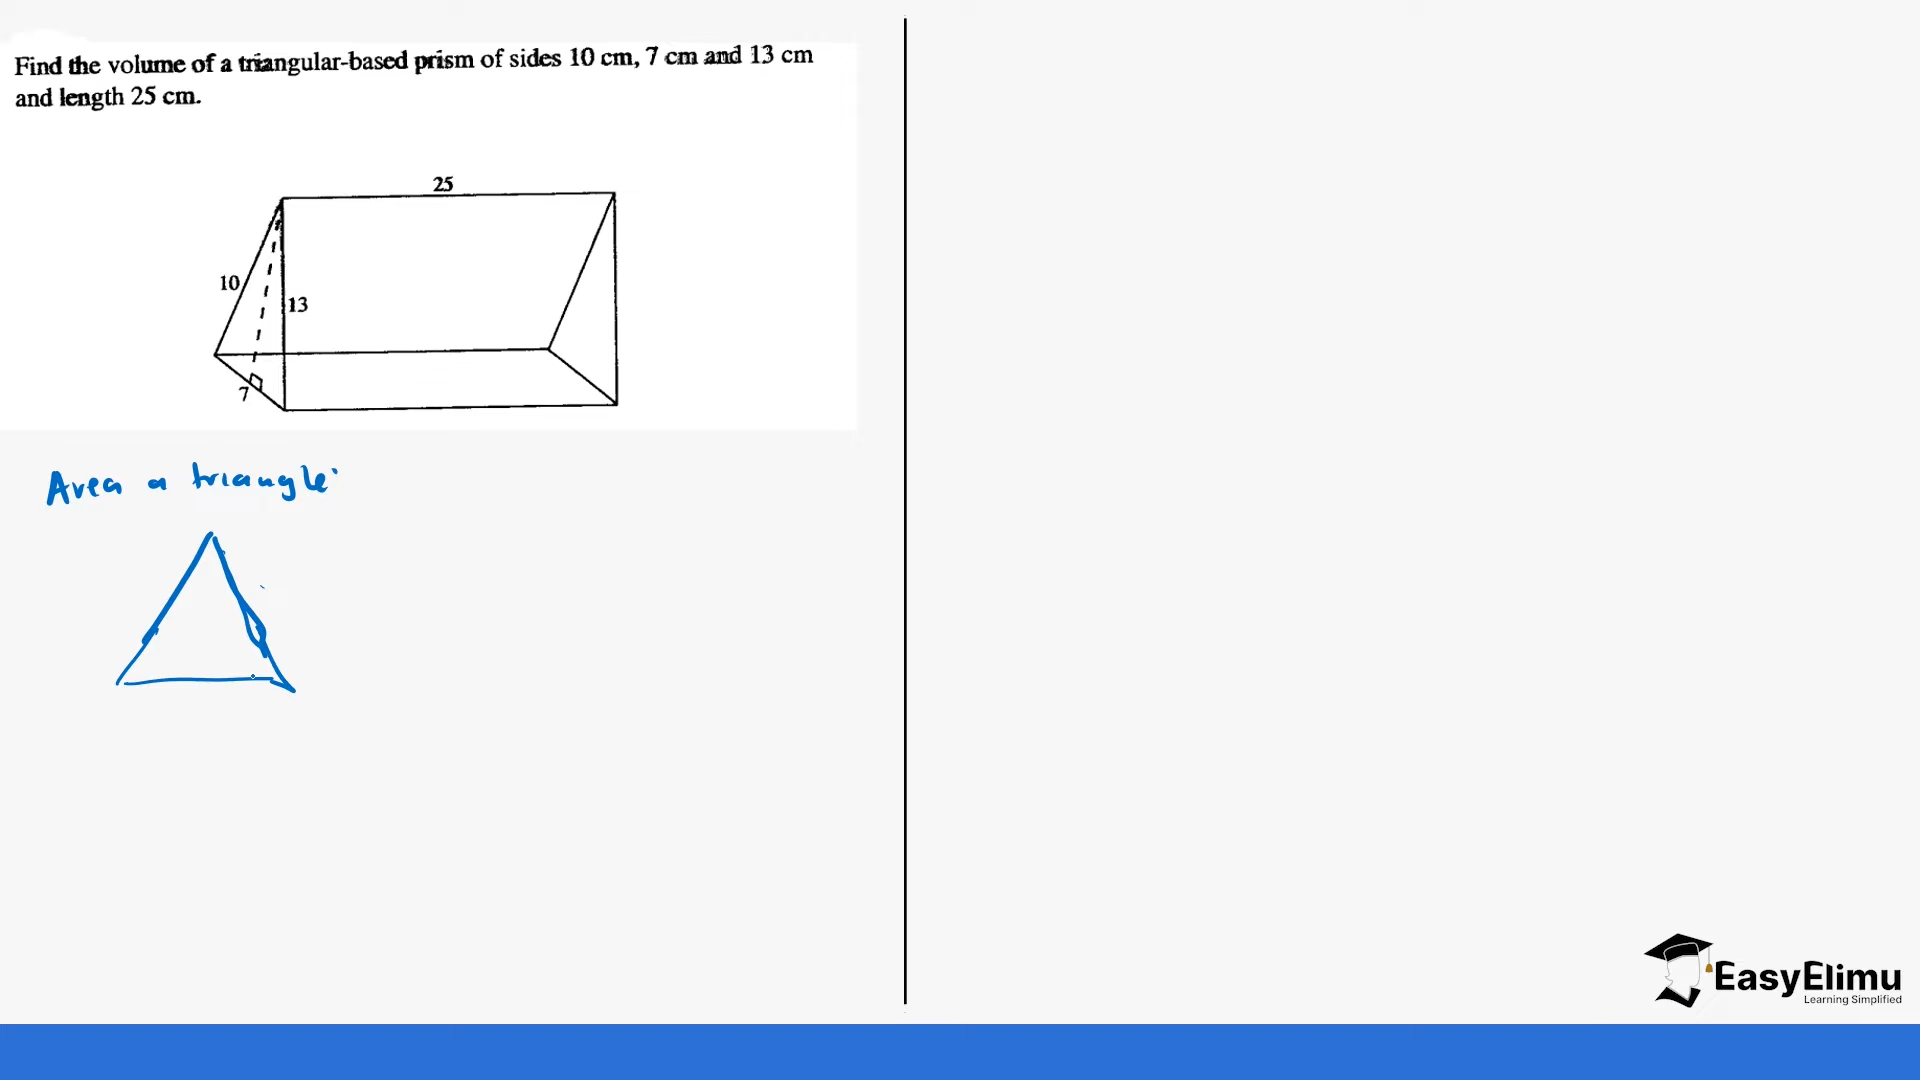 Find the volume of a triangular-based prism of sides 10 cm, 7 cm and 13 cm
and length 25 cm.
25
10
13
7
Area a triangle
EasyElimu
Learning Simplified